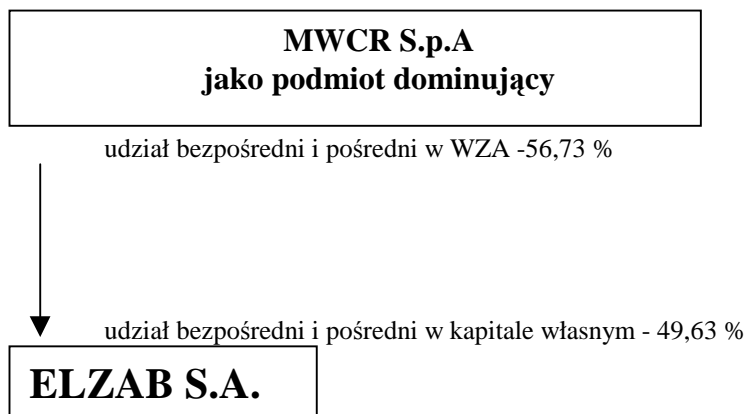 MWCR S.p.A
jako podmiot dominujący
udział bezpośredni i pośredni w WZA -56,73 %
udział bezpośredni i pośredni w kapitale własnym - 49,63 %
ELZAB S.A.